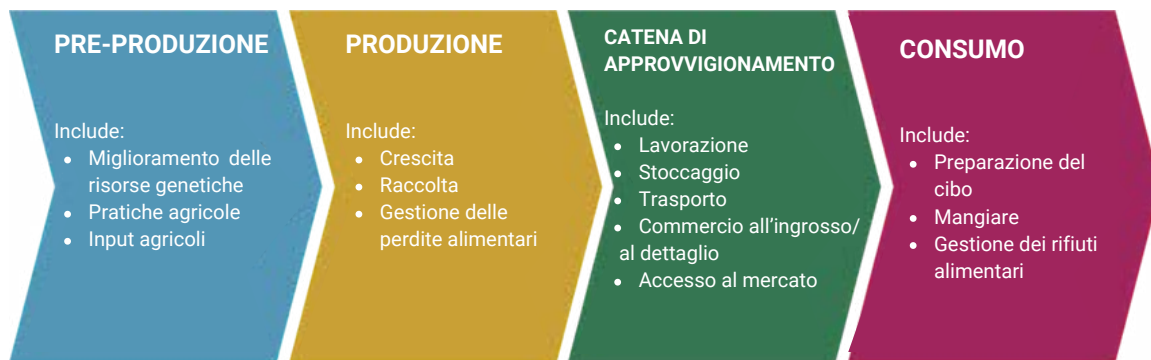 PRE-PRODUZIONE
Include:
• Miglioramento delle
risorse genetiche
• Pratiche agricole
• Input agricoli
PRODUZIONE
Include:
• Crescita
• Raccolta
• Gestione delle
perdite alimentari
CATENA DI
APPROVVIGIONAMENTO
Include:
• Lavorazione
• Stoccaggio
• Trasporto
• Commercio all'ingrosso/
al dettaglio
• Accesso al mercato
CONSUMO
Include:
• Preparazione del
cibo
• Mangiare
• Gestione dei rifiuti
alimentari